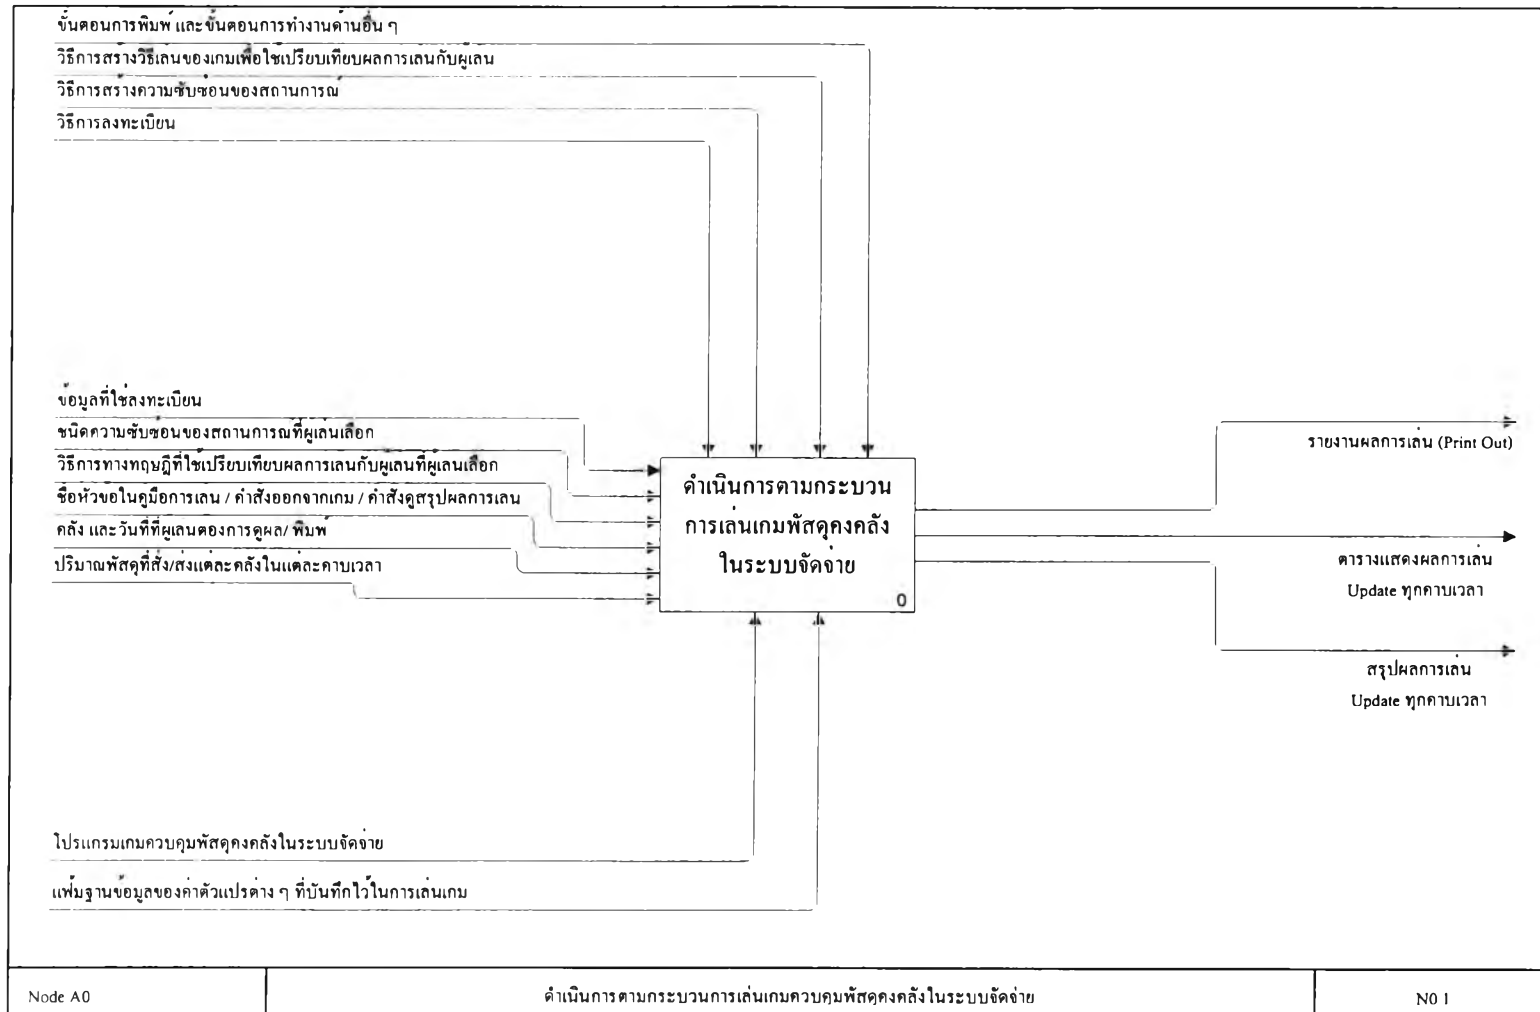 ขั้นตอนการพิมพ์ และขั้นตอนการทำงานด้านอื่น ๆ
วิธีการสร้างวิธีเล่นของเกมเพื่อใช้เปรียบเทียบผลการเล่นกับผู้เล่น
วิธีการสร้างความซับซ้อนของสถานการณ์
วิธีการลงทะเบียน
ข้อมูลที่ใช้ลงทะเบียน
ชนิดความซับซ้อนของสถานการณ์ที่ผู้เล่นเลือก
วิธีการทางทฤษฎีที่ใช้เปรียบเทียบผลการเล่นกับผู้เล่นที่ผู้เล่นเลือก
ชื่อหัวข้อในคู่มือการเล่น / คำสั่งออกจากเกม / คำสั่งดูสรุปผลการเล่น
คลัง และวันที่ที่ผู้เล่นต้องการดูผล/ พิมพ์
ปริมาณพัสดุที่สั่ง/ส่งแต่ละคลังในแต่ละคาบเวลา
ดำเนินการตามกระบวน
การเล่นเกมพัสดุคงคลัง
ในระบบจัดจ่าย
0
รายงานผลการเล่น (Print Out)
ตารางแสดงผลการเล่น
Update ทุกคาบเวลา
สรุปผลการเล่น
Update ทุกคาบเวลา
โปรแกรมเกมควบคุมพัสดุคงคลังในระบบจัดจ่าย
แฟ้มฐานข้อมูลของค่าตัวแปรต่าง ๆ ที่บันทึกไว้ในการเล่นเกม
Node A0
ดำเนินการตามกระบวนการเล่นเกมควบคุมพัสดุคงคลังในระบบจัดจ่าย
N0 1